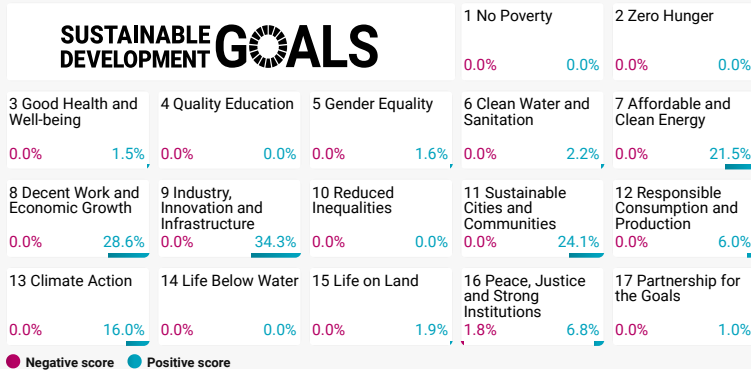 SUSTAINABLE
DEVELOPMENT
GOALS
1 No Poverty
0.0% 0.0%
2 Zero Hunger
0.0% 0.0%
3 Good Health and
Well-being
0.0% 1.5%
4 Quality Education
0.0% 0.0%
5 Gender Equality
0.0% 1.6%
6 Clean Water and
Sanitation
0.0% 2.2%
7 Affordable and
Clean Energy
0.0% 21.5%
8 Decent Work and
Economic Growth
0.0% 28.6%
9 Industry,
Innovation and
Infrastructure
0.0% 34.3%
10 Reduced
Inequalities
0.0% 0.0%
11 Sustainable
Cities and
Communities
0.0% 24.1%
12 Responsible
Consumption and
Production
0.0% 6.0%
13 Climate Action
0.0% 16.0%
14 Life Below Water
0.0% 0.0%
15 Life on Land
0.0% 1.9%
16 Peace, Justice
and Strong
Institutions
1.8% 6.8%
17 Partnership for
the Goals
0.0% 1.0%
Negative score Positive score